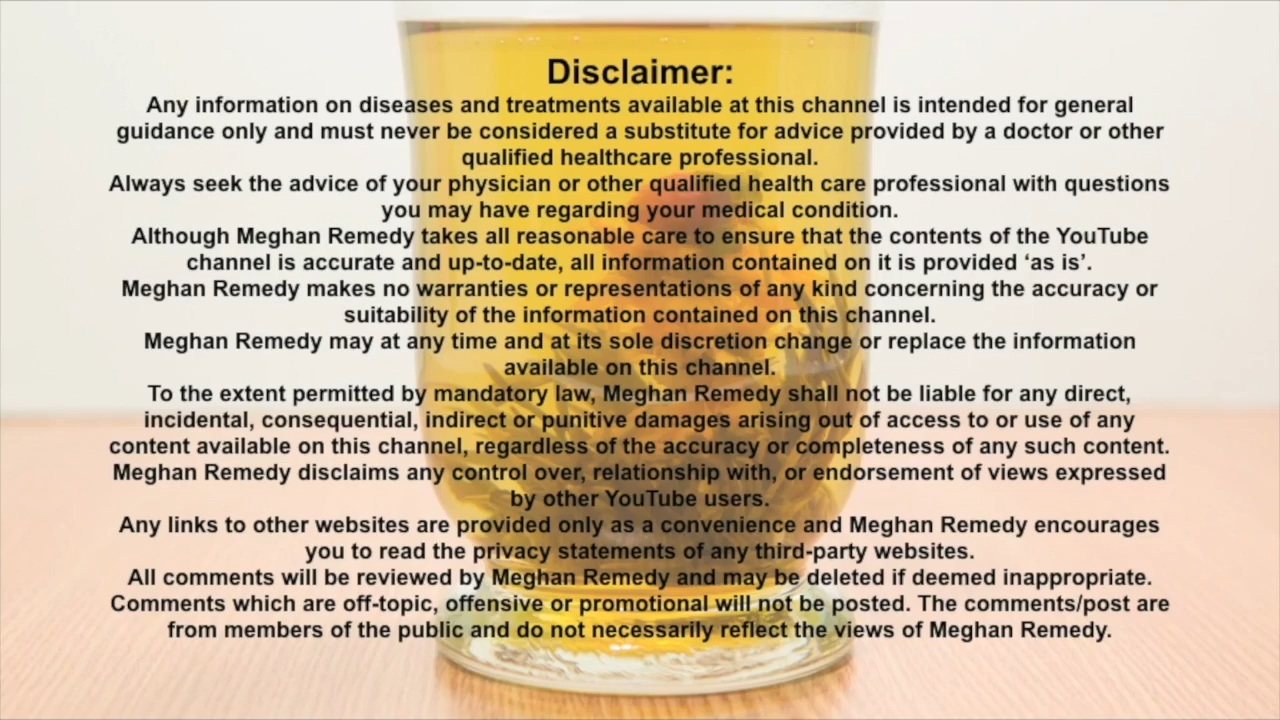 Disclaimer:
Any information on diseases and treatments available at this channel is intended for general
guidance only and must never be considered a substitute for advice provided by a doctor or other
qualified healthcare professional.
Always seek the advice of your physician or other qualified health care professional with questions
you may have regarding your medical condition.
Although Meghan Remedy takes all reasonable care to ensure that the contents of the YouTube
channel is accurate and up-to-date, all information contained on it is provided ‘as is’.
Meghan Remedy makes no warranties or representations of any kind concerning the accuracy or
suitability of the information contained on this channel.
Meghan Remedy may at any time and at its sole discretion change or replace the information
available on this channel.
To the extent permitted by mandatory law, Meghan Remedy shall not be liable for any direct,
incidental, consequential, indirect or punitive damages arising out of access to or use of any
content available on this channel, regardless of the accuracy or completeness of any such content.
Meghan Remedy disclaims any control over, relationship with, or endorsement of views expressed
by other YouTube users.
Any links to other websites are provided only as a convenience and Meghan Remedy encourages
you to read the privacy statements of any third-party websites.
All comments will be reviewed by Meghan Remedy and may be deleted if deemed inappropriate.
Comments which are off-topic, offensive or promotional will not be posted. The comments/post are
from members of the public and do not necessarily reflect the views of Meghan Remedy.